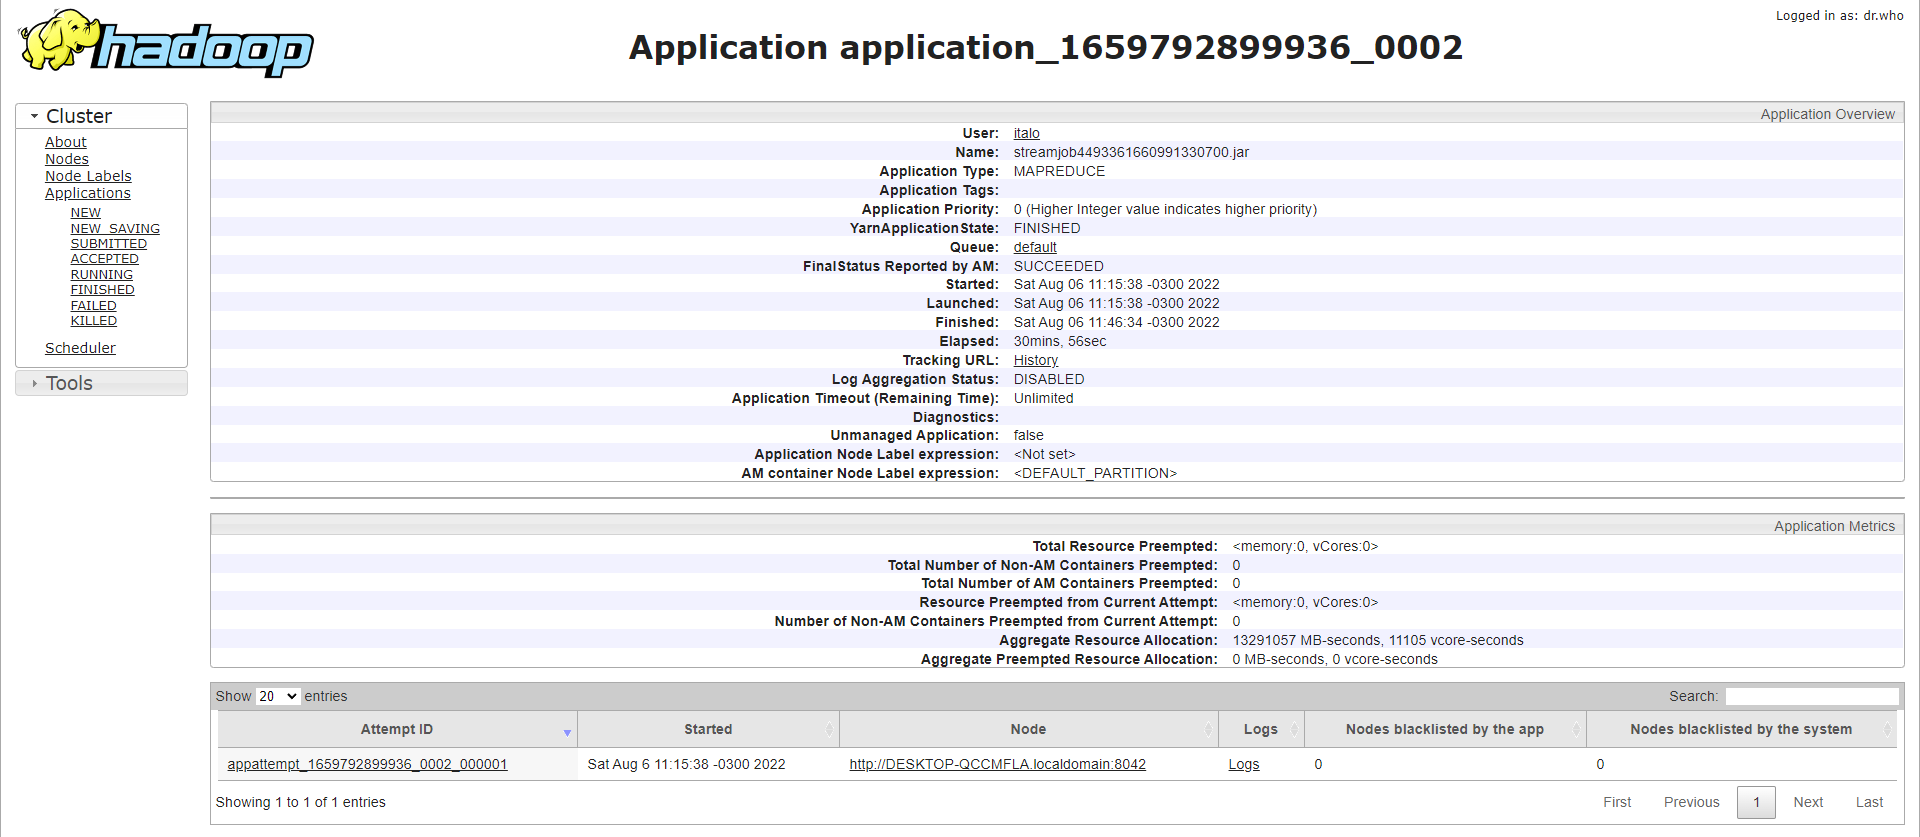 hadoop
Application application_1659792899936_0002
Logged in as: dr.who
Cluster
About
Nodes
Node Labels
Applications
NEW
NEW_SAVING
SUBMITTED
ACCEPTED
RUNNING
FINISHED
FAILED
KILLED
Scheduler
Tools
Application Overview
User: italo
Name: streamjob4493361660991330700.jar
Application Type: MAPREDUCE
Application Tags:
Application Priority: 0 (Higher Integer value indicates higher priority)
YarnApplicationState: FINISHED
Queue: default
FinalStatus Reported by AM: SUCCEEDED
Started: Sat Aug 06 11:15:38 -0300 2022
Launched: Sat Aug 06 11:15:38 -0300 2022
Finished: Sat Aug 06 11:46:34 -0300 2022
Elapsed: 30mins, 56sec
Tracking URL: History
Log Aggregation Status: DISABLED
Application Timeout (Remaining Time): Unlimited
Diagnostics:
Unmanaged Application: false
Application Node Label expression: <Not set>
AM container Node Label expression: <DEFAULT_PARTITION>
Application Metrics
Total Resource Preempted: <memory:0, vCores:0>
Total Number of Non-AM Containers Preempted: 0
Total Number of AM Containers Preempted: 0
Resource Preempted from Current Attempt: <memory:0, vCores:0>
Number of Non-AM Containers Preempted from Current Attempt: 0
Aggregate Resource Allocation: 13291057 MB-seconds, 11105 vcore-seconds
Aggregate Preempted Resource Allocation: 0 MB-seconds, 0 vcore-seconds
Show 20 entries Search:
Attempt ID Started Node Logs Nodes blacklisted by the app Nodes blacklisted by the system
appattempt_1659792899936_0002_000001 Sat Aug 6 11:15:38 -0300 2022 http://DESKTOP-QCCMFLA.localdomain:8042 Logs 0 0
Showing 1 to 1 of 1 entries First Previous 1 Next Last